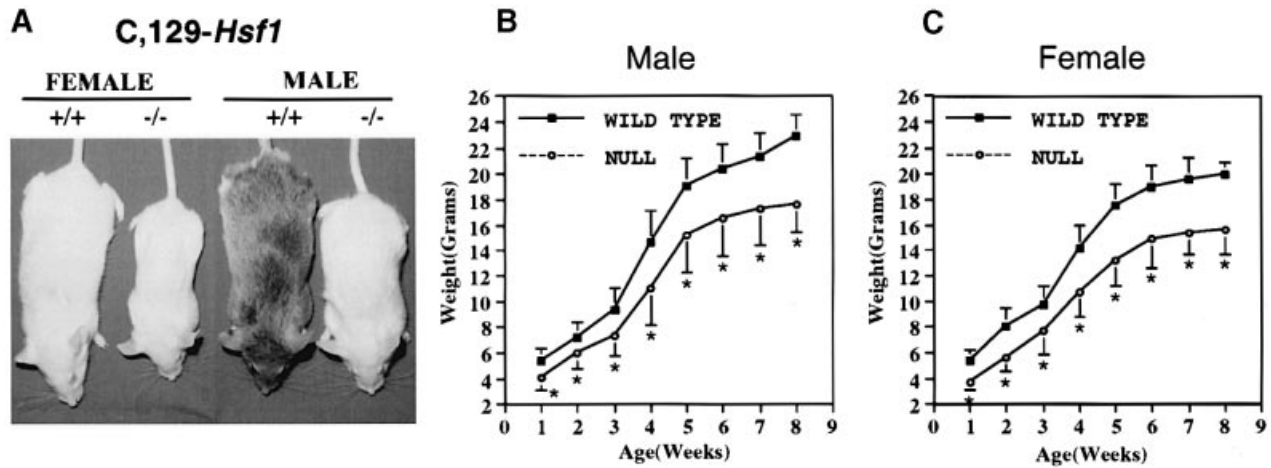 A
C,129-Hsf1
FEMALE MALE
+/+ -/- +/+ -/-
B
Male
26
24
22
20
18
16
14
12
10
8
6
4
2
Weight(Grams)
WILD TYPE
NULL
* * * * * * * *
0 1 2 3 4 5 6 7 8 9
Age(Weeks)
C
Female
26
24
22
20
18
16
14
12
10
8
6
4
2
Weight(Grams)
WILD TYPE
NULL
* * * * * * * *
0 1 2 3 4 5 6 7 8 9
Age(Weeks)